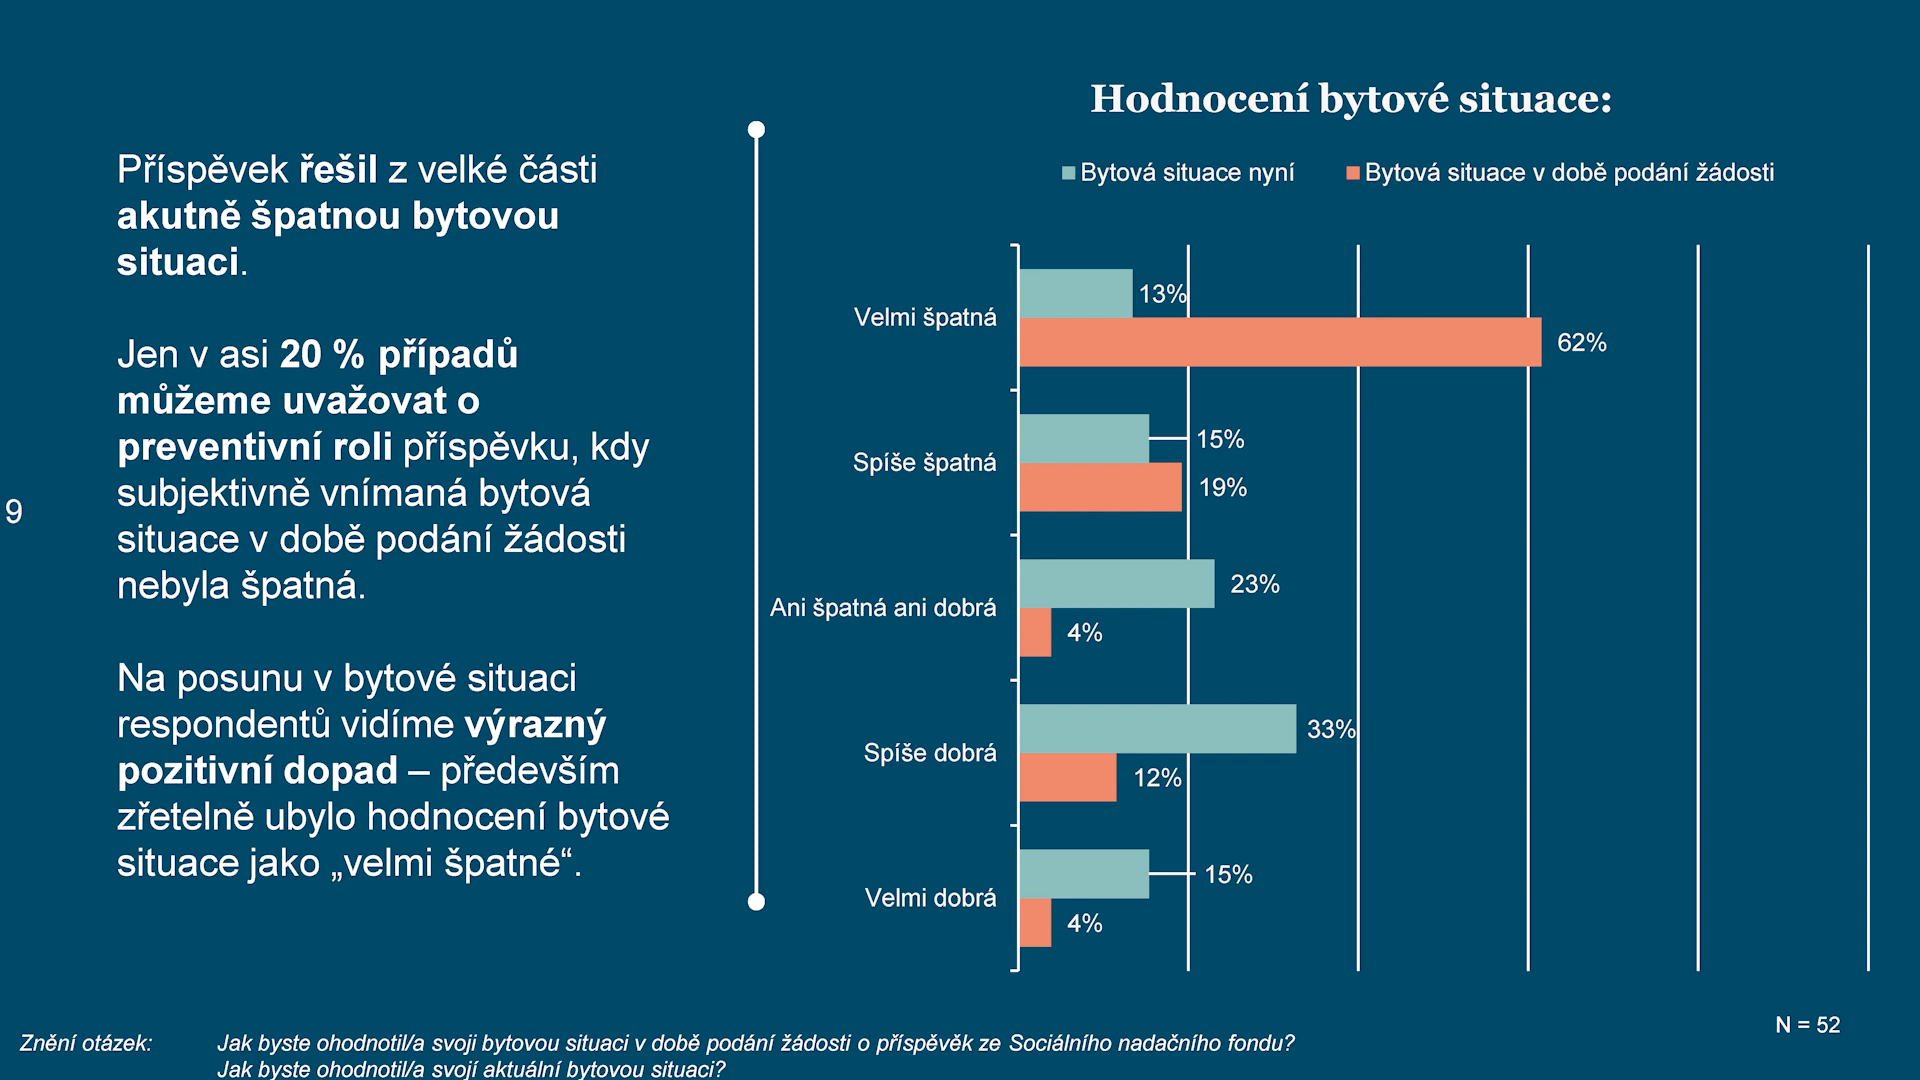 Příspěvek řešil z velké části
akutně špatnou bytovou
situaci.
Jen v asi 20 % případů
můžeme uvažovat o
preventivní roli příspěvku, kdy
subjektivně vnímaná bytová
situace v době podání žádosti
nebyla špatná.
Na posunu v bytové situaci
respondentů vidíme výrazný
pozitivní dopad – především
zřetelně ubylo hodnocení bytové
situace jako „velmi špatné“.
9
Hodnocení bytové situace:
Bytová situace nyní
Bytová situace v době podání žádosti
Velmi špatná
13%
62%
Spíše špatná
15%
19%
Ani špatná ani dobrá
23%
4%
Spíše dobrá
33%
12%
Velmi dobrá
15%
4%
N = 52
Znění otázek: Jak byste ohodnotil/a svoji bytovou situaci v době podání žádosti o příspěvěk ze Sociálního nadačního fondu?
Jak byste ohodnotil/a svojí aktuální bytovou situaci?